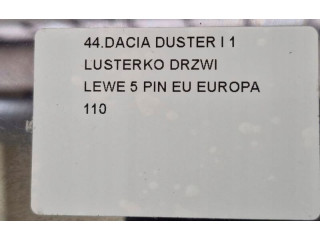 44.DACIA DUSTER I 1
LUSTERKO DRZWI
LEWE 5 PIN EU EUROPA
110